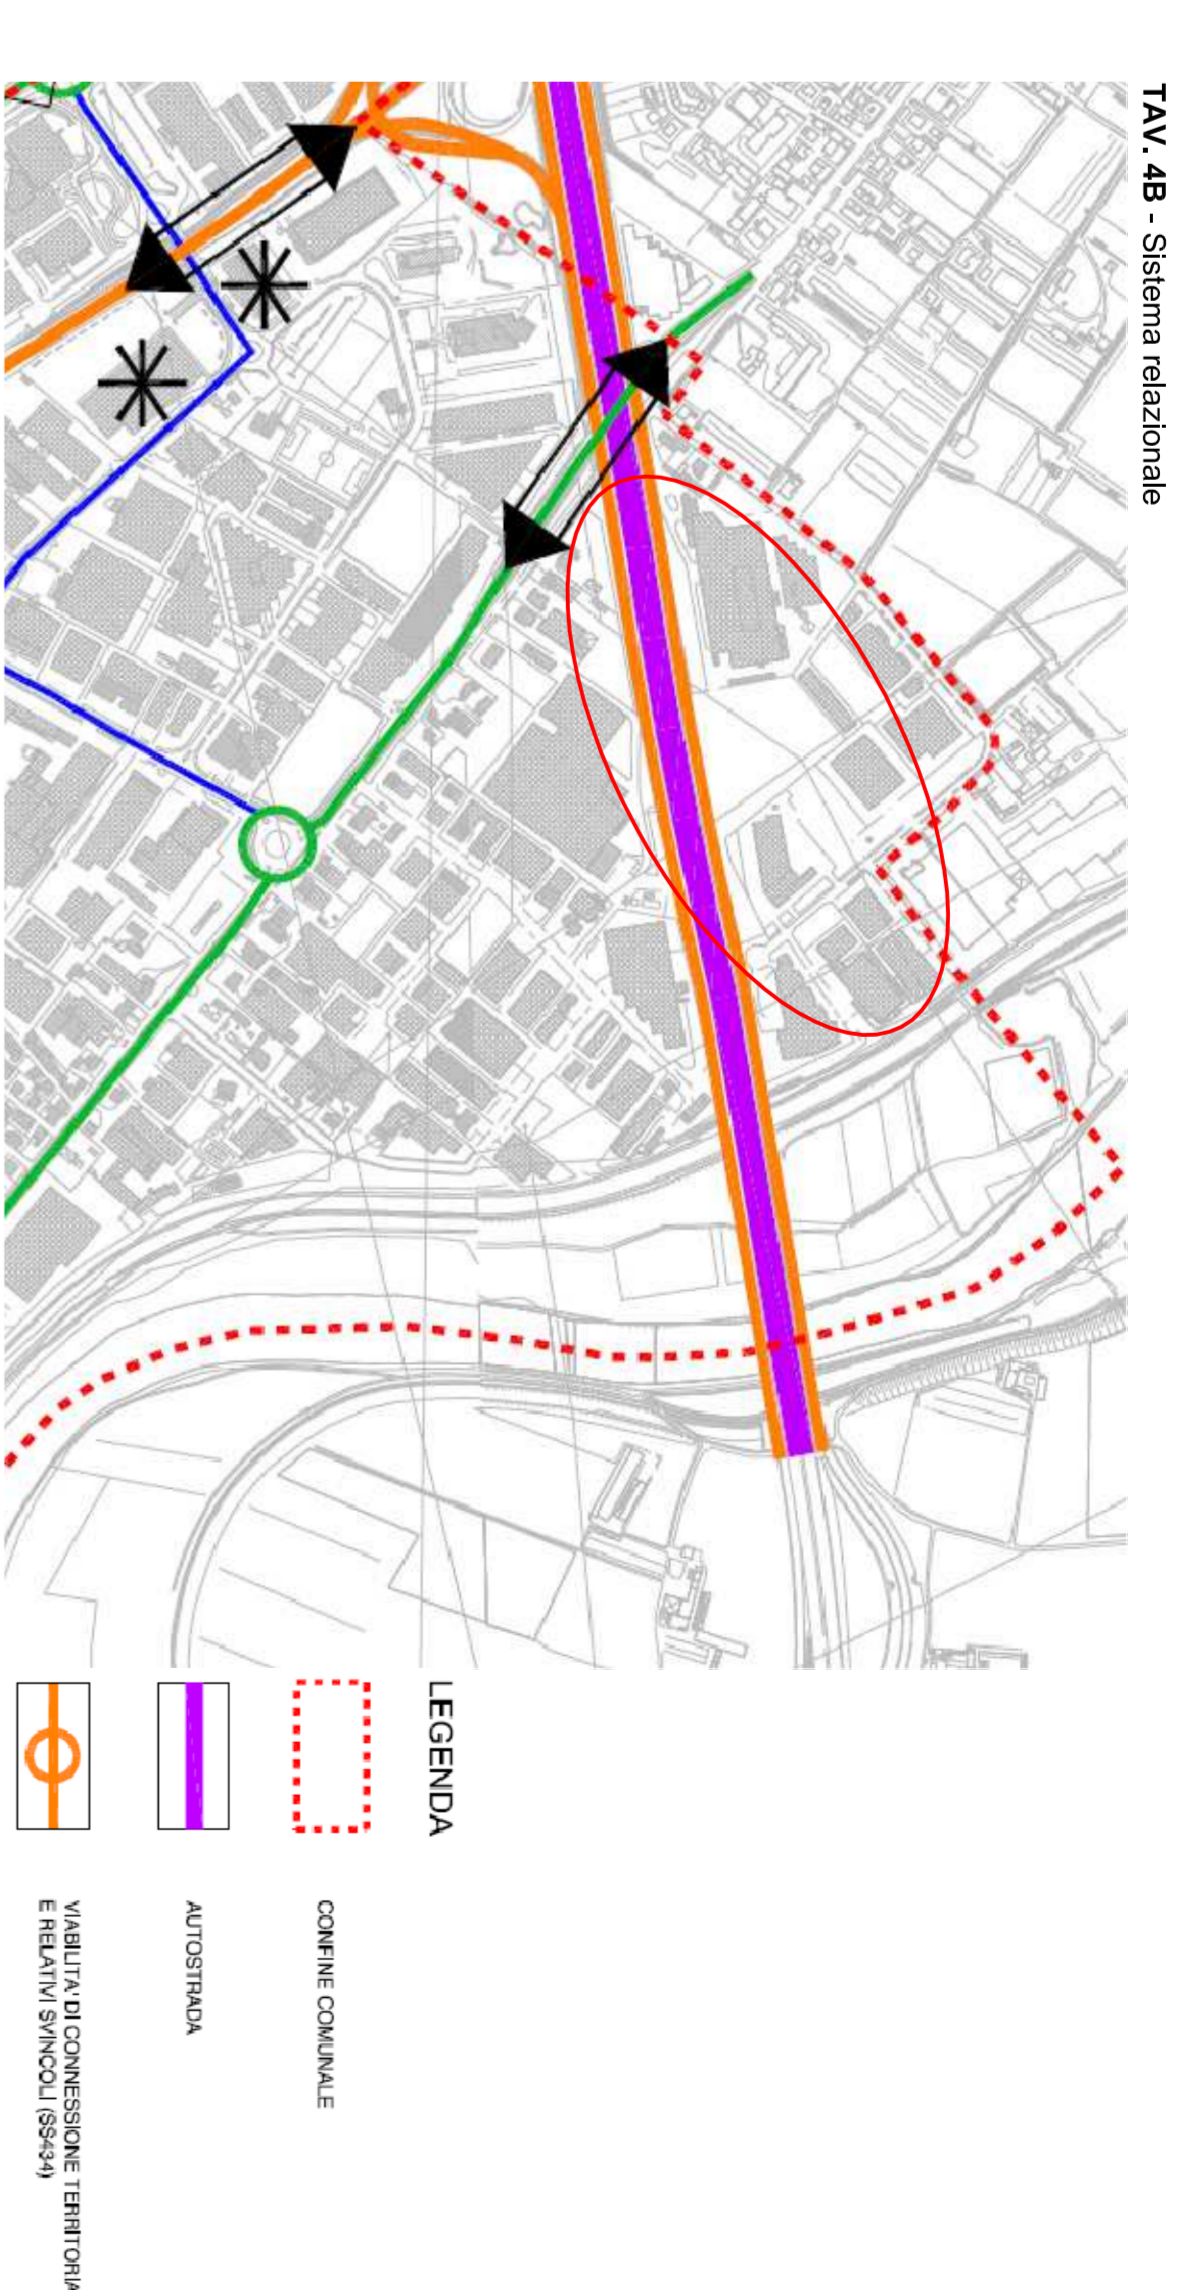 TAV. 4B - Sistema relazionale
LEGENDA
CONFINE COMUNALE
AUTOSTRADA
VIABILITA' DI CONNESSIONE TERRITORIA
E RELATIVI SVINCOLI (SS434)